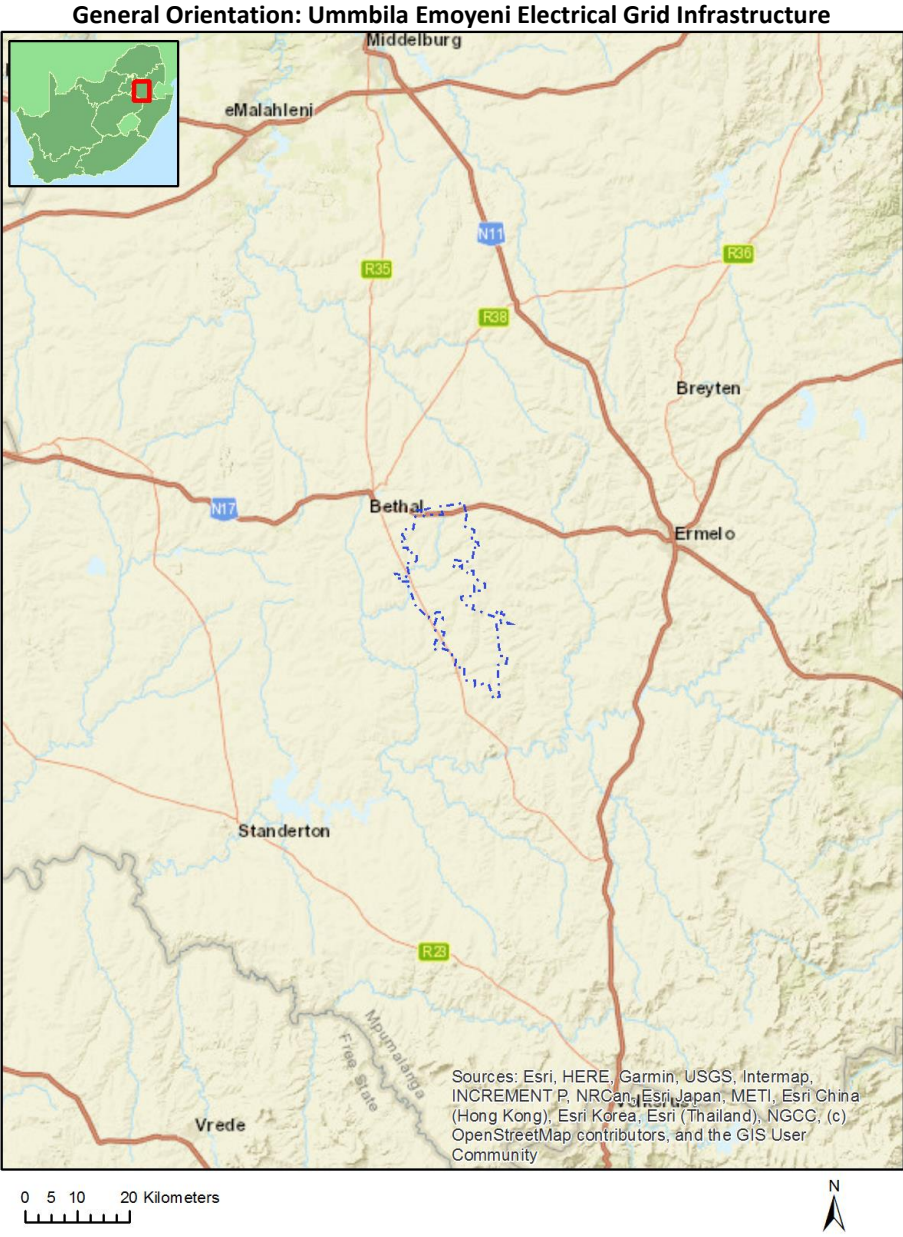 General Orientation: Ummbila Emoyeni Electrical Grid Infrastructure
Middelburg
eMalahleni
N11
R36
R35
R38
Breyten
N17
Bethal
Ermelo
Standerton
R23
Mpumalanga
Free State
Vrede
Sources: Esri, HERE, Garmin, USGS, Intermap,
INCREMENT P, NRCan, Esri Japan, METI, Esri China
(Hong Kong), Esri Korea, Esri (Thailand), NGCC, (c)
OpenStreetMap contributors, and the GIS User
Community
0 5 10 20 Kilometers
N